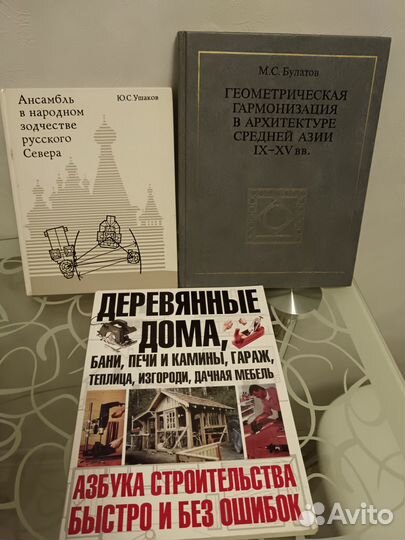 Ансамбль
в народном
зодчестве
русского
Севера
Ю.С. Ушаков
М.С. Булатов
ГЕОМЕТРИЧЕСКАЯ
ГАРМОНИЗАЦИЯ
В АРХИТЕКТУРЕ
СРЕДНЕЙ АЗИИ
IX–XV вв.
ДЕРЕВЯННЫЕ
ДОМА,
БАНИ, ПЕЧИ И КАМИНЫ, ГАРАЖ,
ТЕПЛИЦА, ИЗГОРОДИ, ДАЧНАЯ МЕБЕЛЬ
АЗБУКА СТРОИТЕЛЬСТВА
БЫСТРО И БЕЗ ОШИБОК
Avito